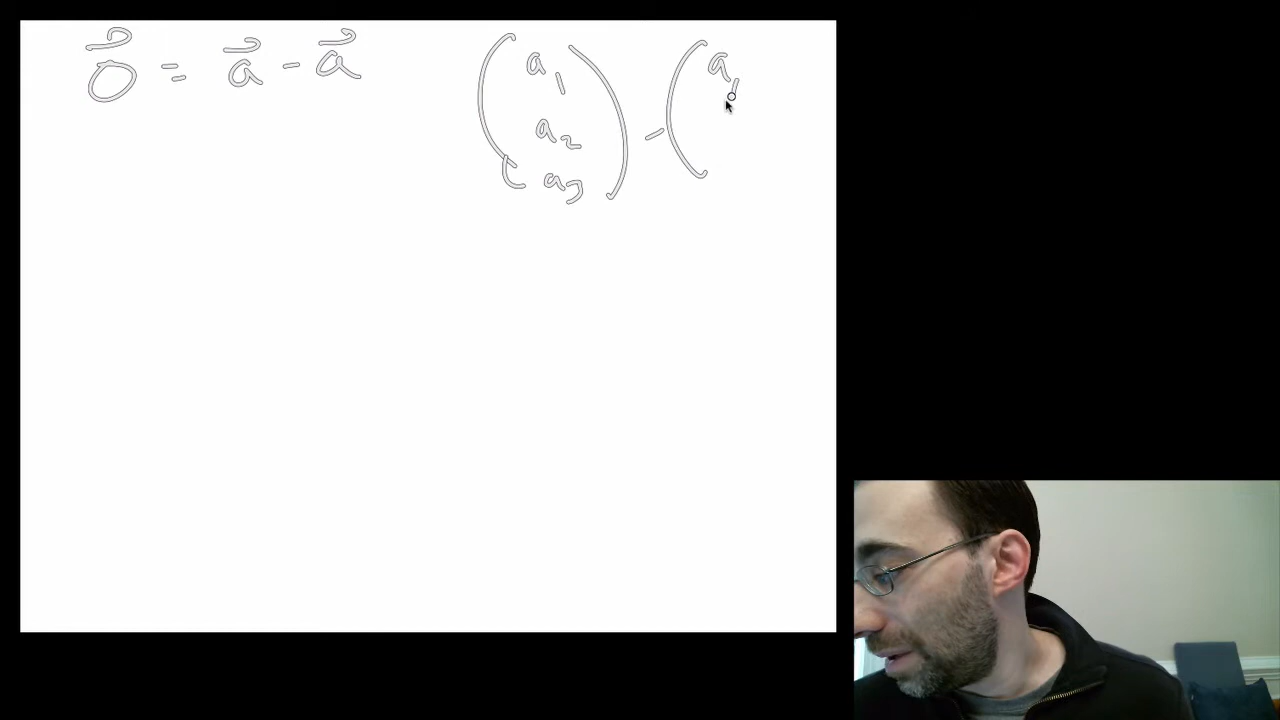 0⃗ = a⃗ - a⃗
( a₁ a₂ a₃ ) - ( a₁